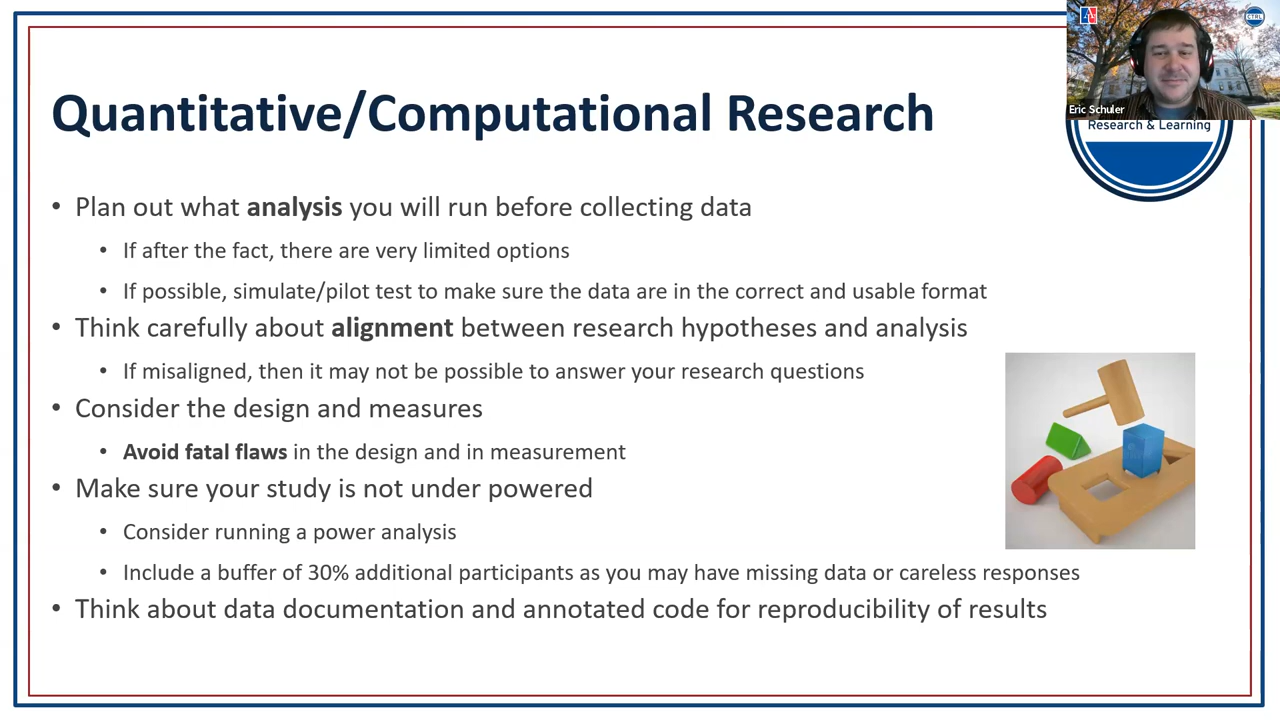 Quantitative/Computational Research
Eric Schuler
CTRL
Research & Learning
• Plan out what analysis you will run before collecting data
• If after the fact, there are very limited options
• If possible, simulate/pilot test to make sure the data are in the correct and usable format
• Think carefully about alignment between research hypotheses and analysis
• If misaligned, then it may not be possible to answer your research questions
• Consider the design and measures
• Avoid fatal flaws in the design and in measurement
• Make sure your study is not under powered
• Consider running a power analysis
• Include a buffer of 30% additional participants as you may have missing data or careless responses
• Think about data documentation and annotated code for reproducibility of results